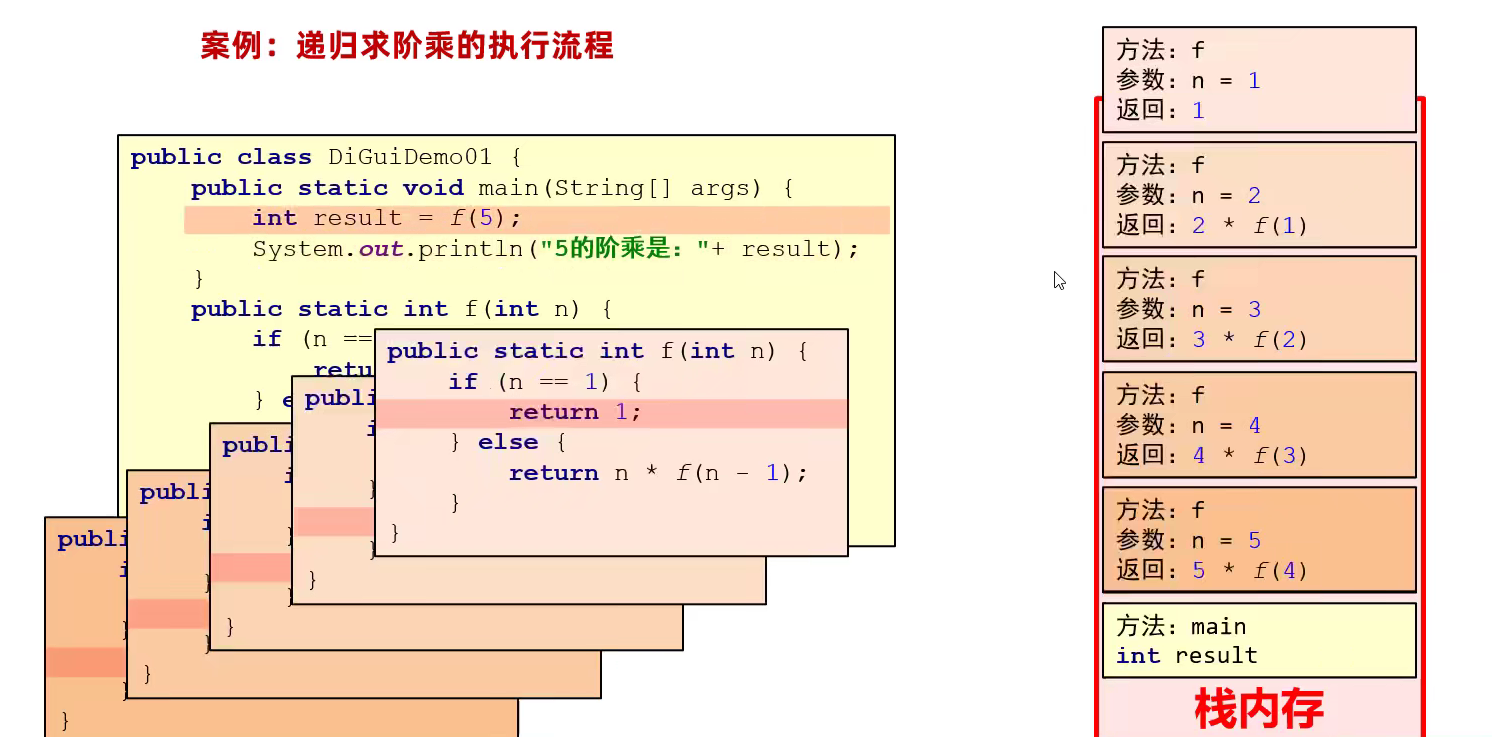 案例：递归求阶乘的执行流程
public class DiGuiDemo01 {
public static void main(String[] args) {
int result = f(5);
System.out.println("5的阶乘是："+ result);
}
public static int f(int n) {
if (n ==
retu
} e
public static int f(int n) {
if (n == 1) {
return 1;
} else {
return n * f(n - 1);
}
}
publi
i
}
}
}
publi
i
}
}
}
publi
i
}
}
}
publi
i
}
}
}
方法：f
参数：n = 1
返回：1
方法：f
参数：n = 2
返回：2 * f(1)
方法：f
参数：n = 3
返回：3 * f(2)
方法：f
参数：n = 4
返回：4 * f(3)
方法：f
参数：n = 5
返回：5 * f(4)
方法：main
int result
栈内存